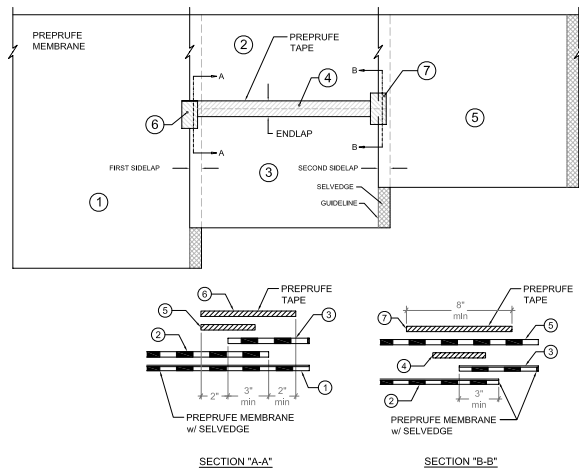 PREPRUFE
MEMBRANE
2
PREPRUFE
TAPE
A
B
7
4
6
5
ENDLAP
A
B
FIRST SIDELAP
3
SECOND SIDELAP
SELVEDGE
1
GUIDELINE
6
PREPRUFE
TAPE
5
3
2
1
2"
3"
min
2"
min
PREPRUFE MEMBRANE
w/ SELVEDGE
SECTION "A-A"
8"
min
PREPRUFE
TAPE
7
5
4
3
2
3"
min
PREPRUFE MEMBRANE
w/ SELVEDGE
SECTION "B-B"